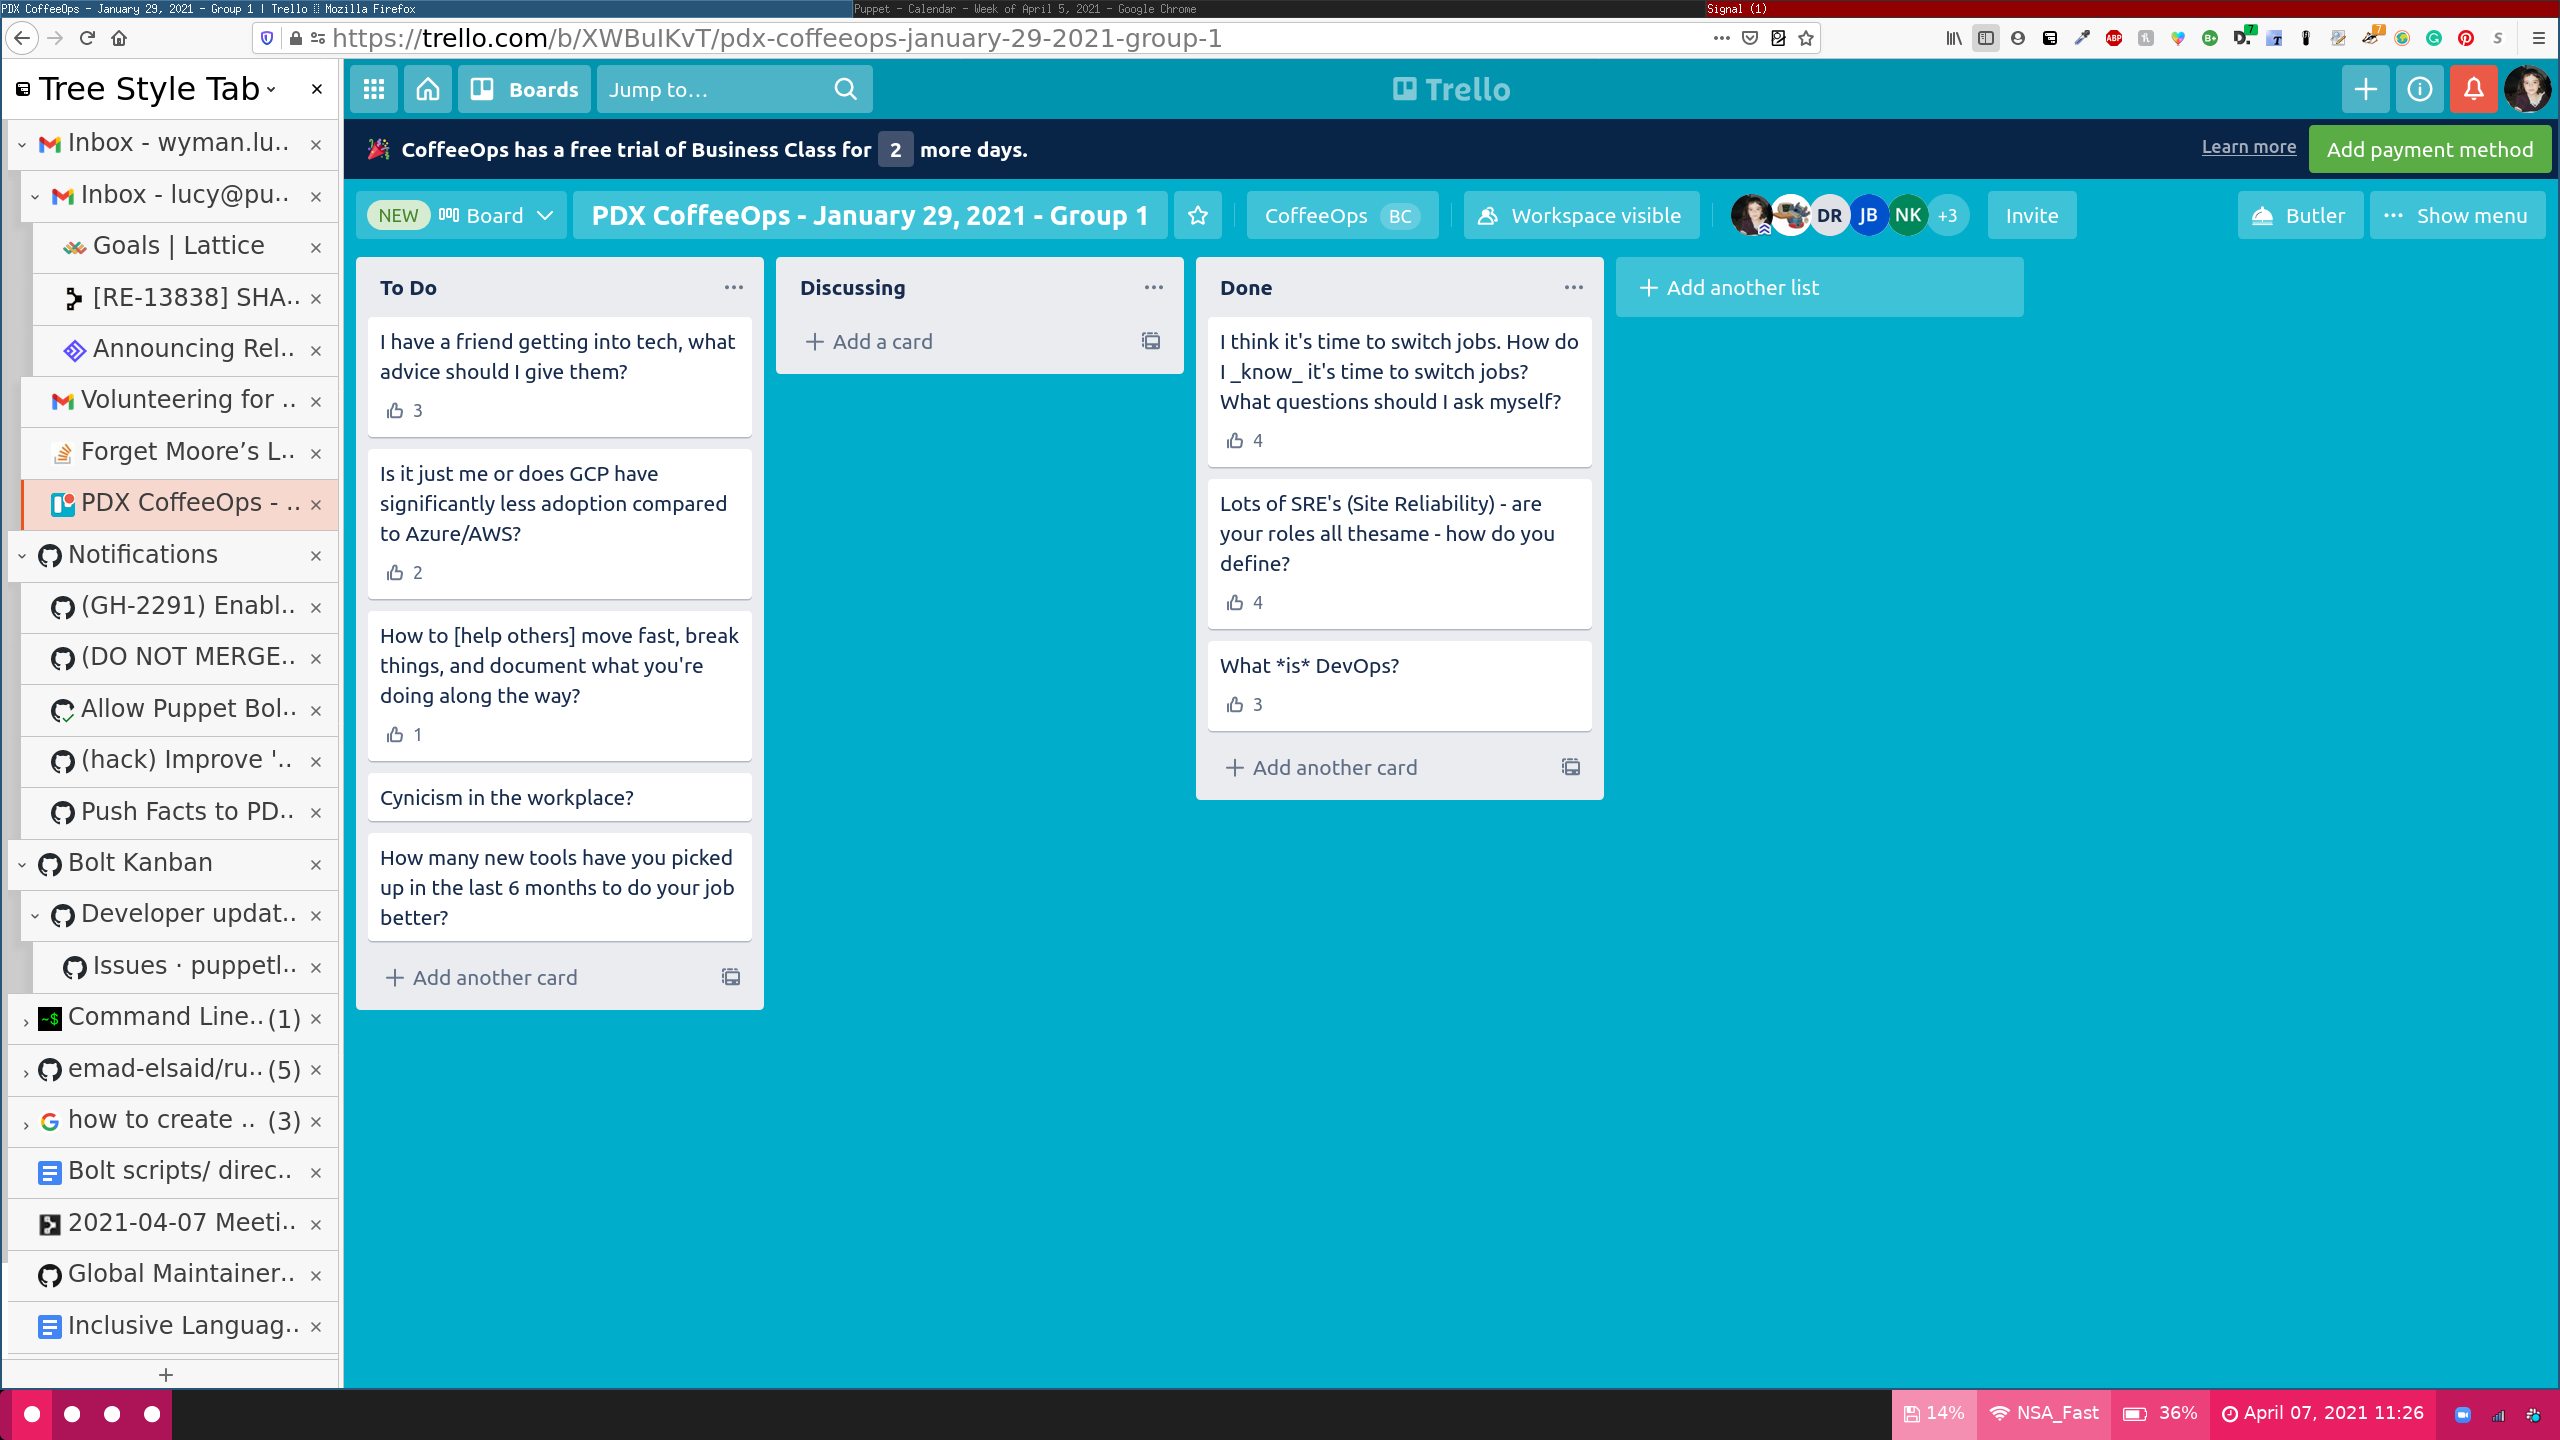 PDX CoffeeOps - January 29, 2021 - Group 1 | Trello Mozilla Firefox
Puppet - Calendar - Week of April 5, 2021 - Google Chrome
Signal (1)
https://trello.com/b/XWBuIKvT/pdx-coffeeops-january-29-2021-group-1
Tree Style Tab
Inbox - wyman.lu..
Inbox - lucy@pu..
Goals | Lattice
[RE-13838] SHA..
Announcing Rel..
Volunteering for ..
Forget Moore’s L..
PDX CoffeeOps - ..
Notifications
(GH-2291) Enabl..
(DO NOT MERGE..
Allow Puppet Bol..
(hack) Improve '..
Push Facts to PD..
Bolt Kanban
Developer updat..
Issues · puppetl..
Command Line.. (1)
emad-elsaid/ru.. (5)
how to create .. (3)
Bolt scripts/ direc..
2021-04-07 Meeti..
Global Maintainer..
Inclusive Languag..
Boards
Jump to...
Trello
CoffeeOps has a free trial of Business Class for 2 more days.
Learn more
Add payment method
NEW Board
PDX CoffeeOps - January 29, 2021 - Group 1
CoffeeOps BC
Workspace visible
DR JB NK +3
Invite
Butler
Show menu
To Do
I have a friend getting into tech, what
advice should I give them?
3
Is it just me or does GCP have
significantly less adoption compared
to Azure/AWS?
2
How to [help others] move fast, break
things, and document what you're
doing along the way?
1
Cynicism in the workplace?
How many new tools have you picked
up in the last 6 months to do your job
better?
Add another card
Discussing
Add a card
Done
I think it's time to switch jobs. How do
I _know_ it's time to switch jobs?
What questions should I ask myself?
4
Lots of SRE's (Site Reliability) - are
your roles all thesame - how do you
define?
4
What *is* DevOps?
3
Add another card
Add another list
14%
NSA_Fast
36%
April 07, 2021 11:26